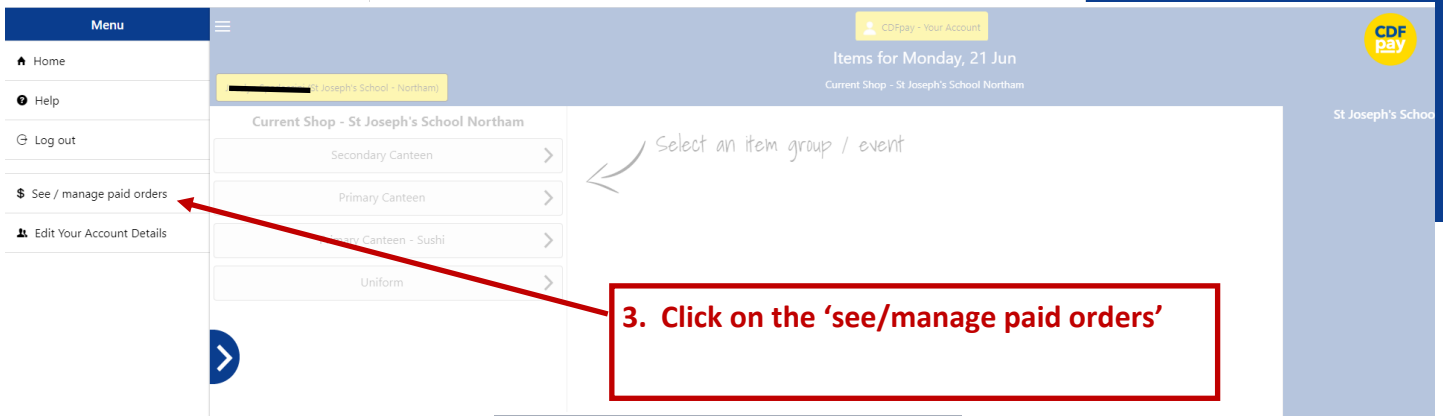 Menu
Home
Help
Log out
See / manage paid orders
Edit Your Account Details
CDFpay - Your Account
Items for Monday, 21 Jun
Current Shop - St Joseph's School Northam
CDF
pay
St Joseph's School - Northam)
Current Shop - St Joseph's School Northam
Secondary Canteen
Primary Canteen
Canteen - Sushi
Uniform
Select an item group / event
St Joseph's Schoo
3. Click on the ‘see/manage paid orders’